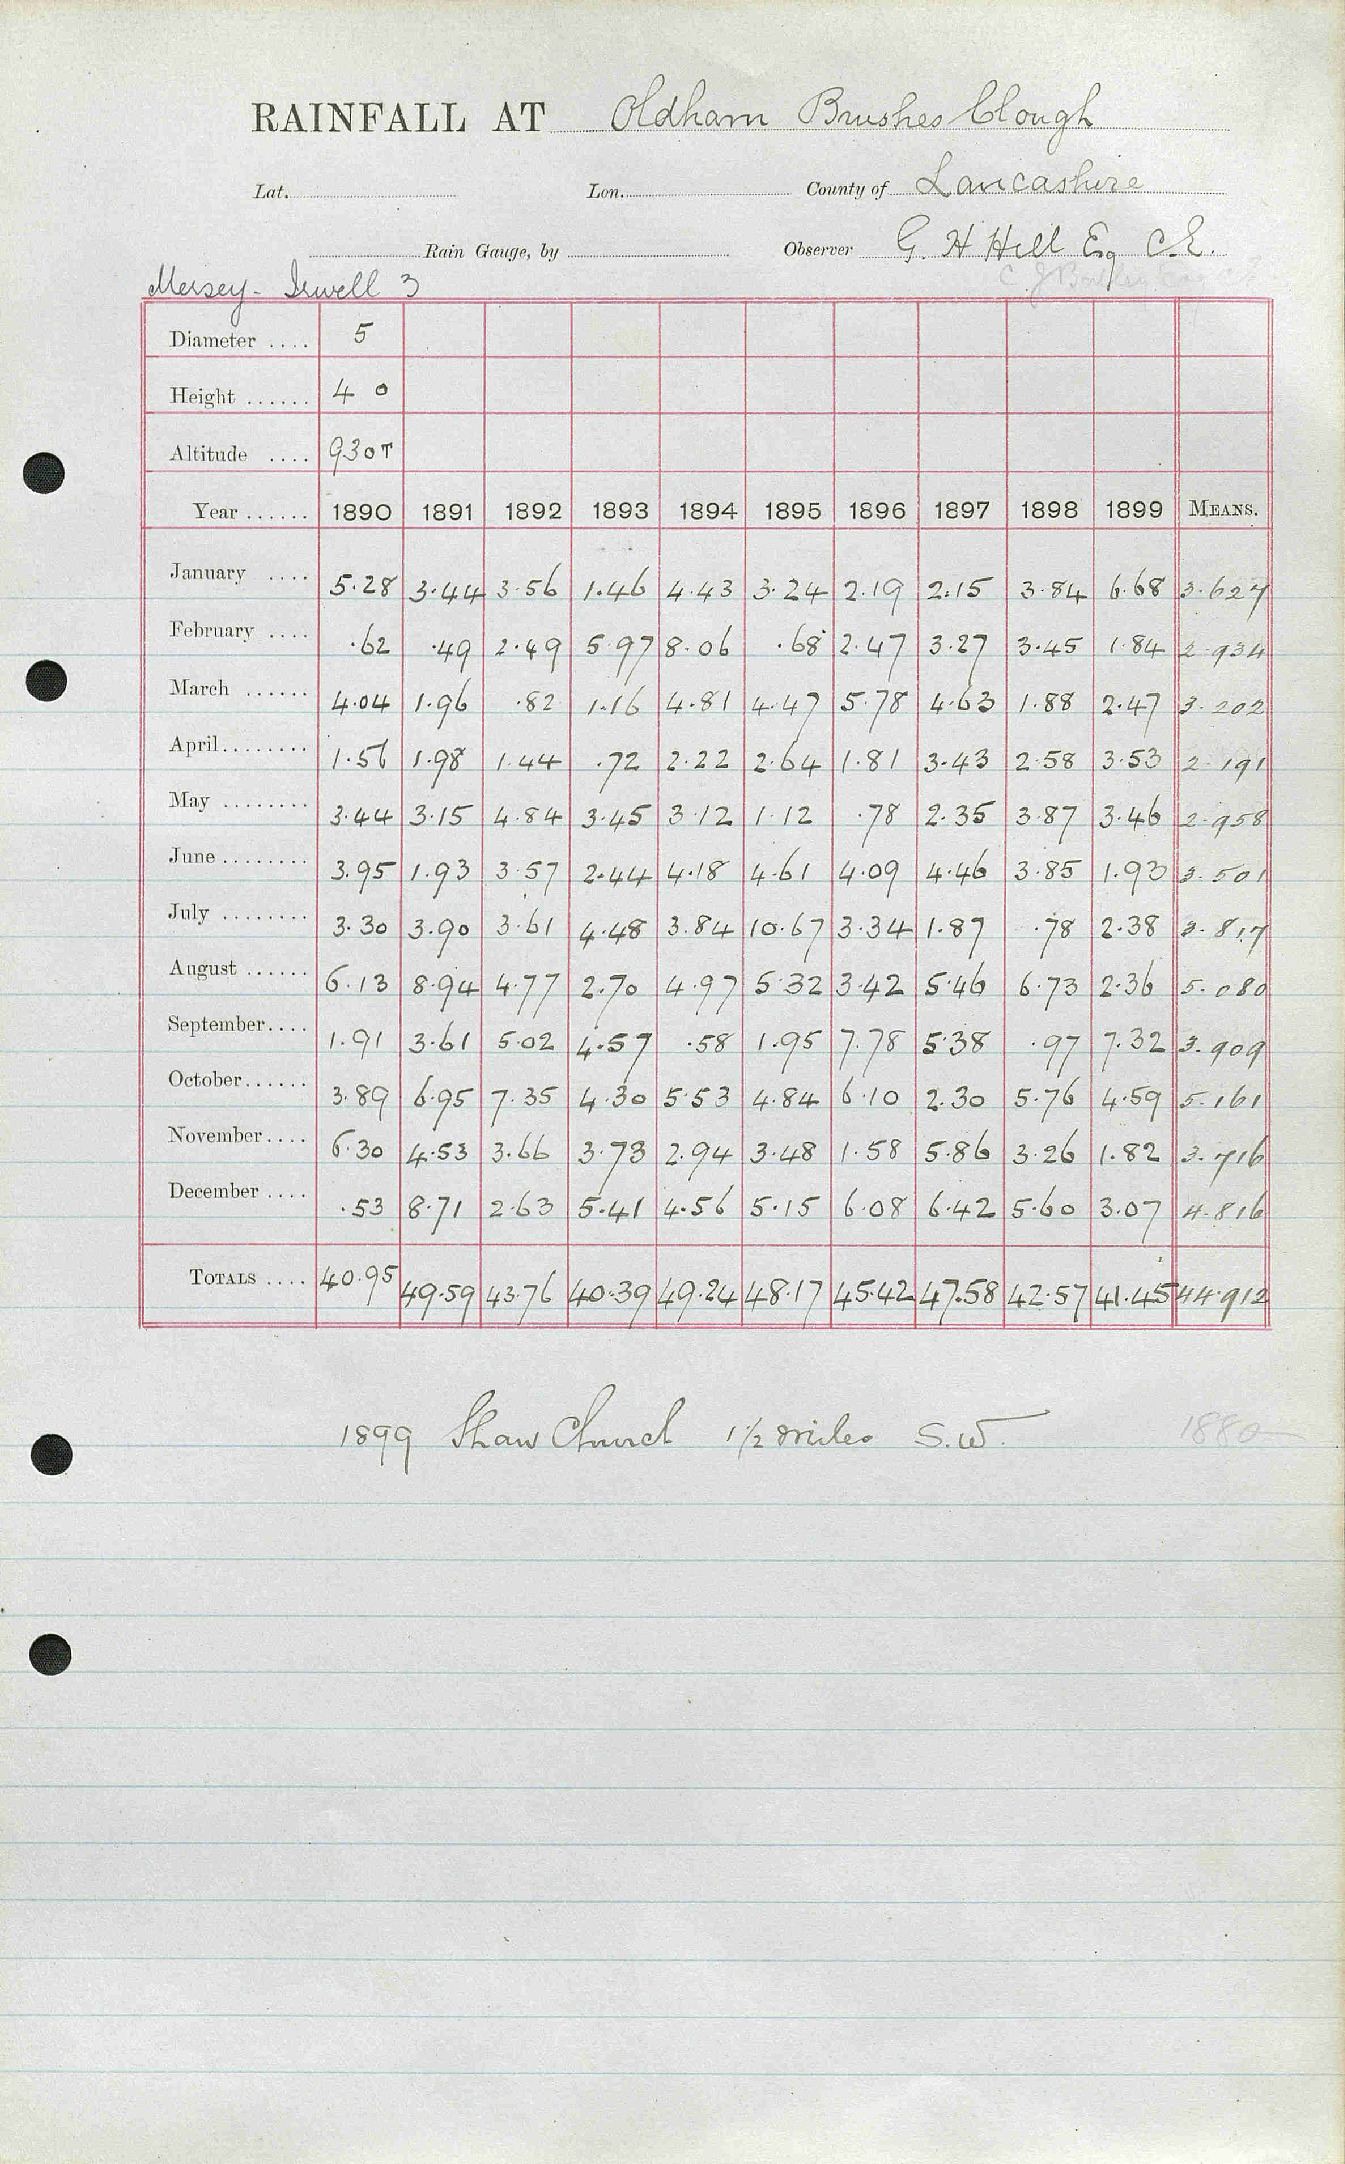 RAINFALL AT Oldham Brushes Clough
Lat. Lon. County of Lancashire
Rain Gauge, by Observer G. H Hill Esq C.E.
Mersey - Irwell 3
Diameter .... 5
Height ...... 4 0
Altitude .... 930T
Year ...... 1890 1891 1892 1893 1894 1895 1896 1897 1898 1899 MEANS.
January .... 5.28 3.44 3.56 1.46 4.43 3.24 2.19 2.15 3.84 6.68 3.627
February .... .62 .49 2.49 5.97 8.06 .68 2.47 3.27 3.45 1.84 2.934
March ...... 4.04 1.96 .82 1.16 4.81 4.47 5.78 4.63 1.88 2.47 3.202
April ........ 1.56 1.98 1.44 .72 2.22 2.64 1.81 3.43 2.58 3.53 2.191
May ........ 3.44 3.15 4.84 3.45 3.12 1.12 .78 2.35 3.87 3.46 2.958
June ........ 3.95 1.93 3.57 2.44 4.18 4.61 4.09 4.46 3.85 1.93 3.501
July ........ 3.30 3.90 3.61 4.48 3.84 10.67 3.34 1.87 .78 2.38 3.817
August ...... 6.13 8.94 4.77 2.70 4.97 5.32 3.42 5.46 6.73 2.36 5.080
September.... 1.91 3.61 5.02 4.57 .58 1.95 7.78 5.38 .97 7.32 3.909
October...... 3.89 6.95 7.35 4.30 5.53 4.84 6.10 2.30 5.76 4.59 5.161
November.... 6.30 4.53 3.66 3.73 2.94 3.48 1.58 5.86 3.26 1.82 3.716
December .... .53 8.71 2.63 5.41 4.56 5.15 6.08 6.42 5.60 3.07 4.816
TOTALS .... 40.95 49.59 43.76 40.39 49.24 48.17 45.42 47.58 42.57 41.45 44.912
1899 Shaw Church 1 1/2 miles S.W. 1880